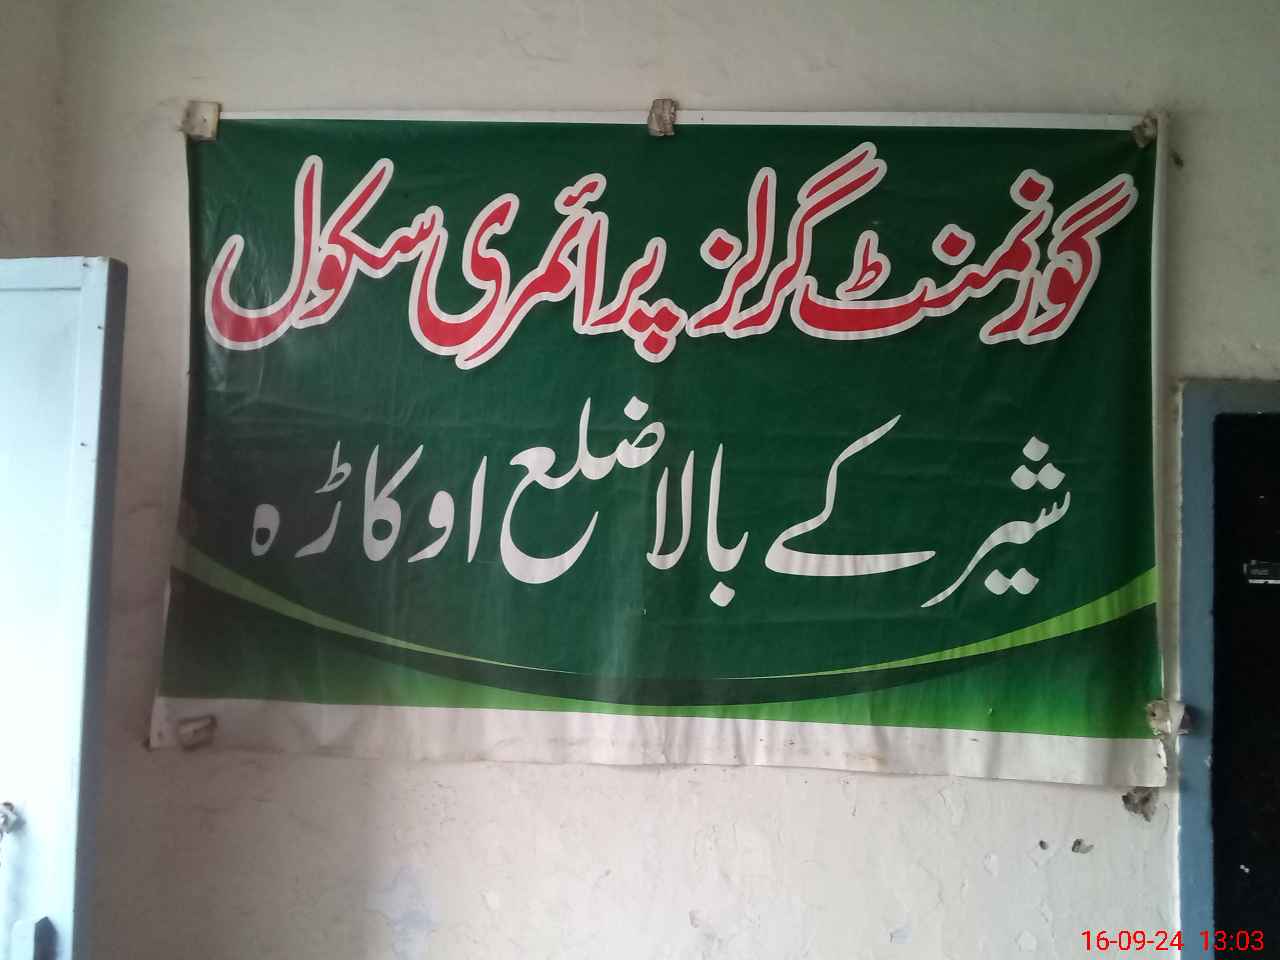 گورنمنٹ گرلز پرائمری سکول
شیر کے بالا ضلع اوکاڑہ
16-09-24 13:03